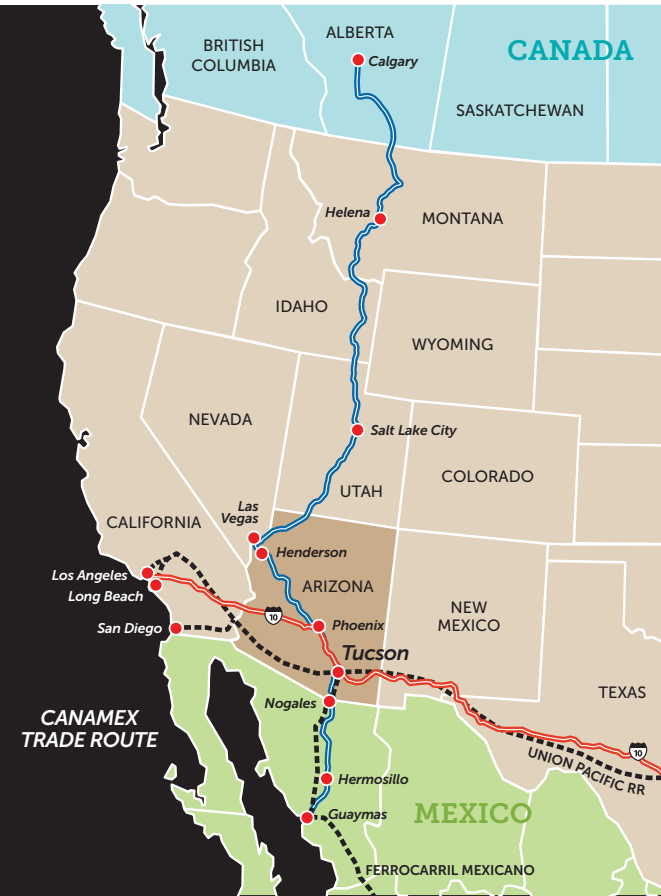 BRITISH
COLUMBIA
ALBERTA
CANADA
Calgary
SASKATCHEWAN
Helena
MONTANA
IDAHO
WYOMING
NEVADA
Salt Lake City
COLORADO
UTAH
Las
Vegas
CALIFORNIA
Henderson
Los Angeles
ARIZONA
Long Beach
10
NEW
MEXICO
San Diego
Phoenix
Tucson
TEXAS
Nogales
CANAMEX
TRADE ROUTE
10
UNION PACIFIC RR
Hermosillo
Guaymas
MEXICO
FERROCARRIL MEXICANO